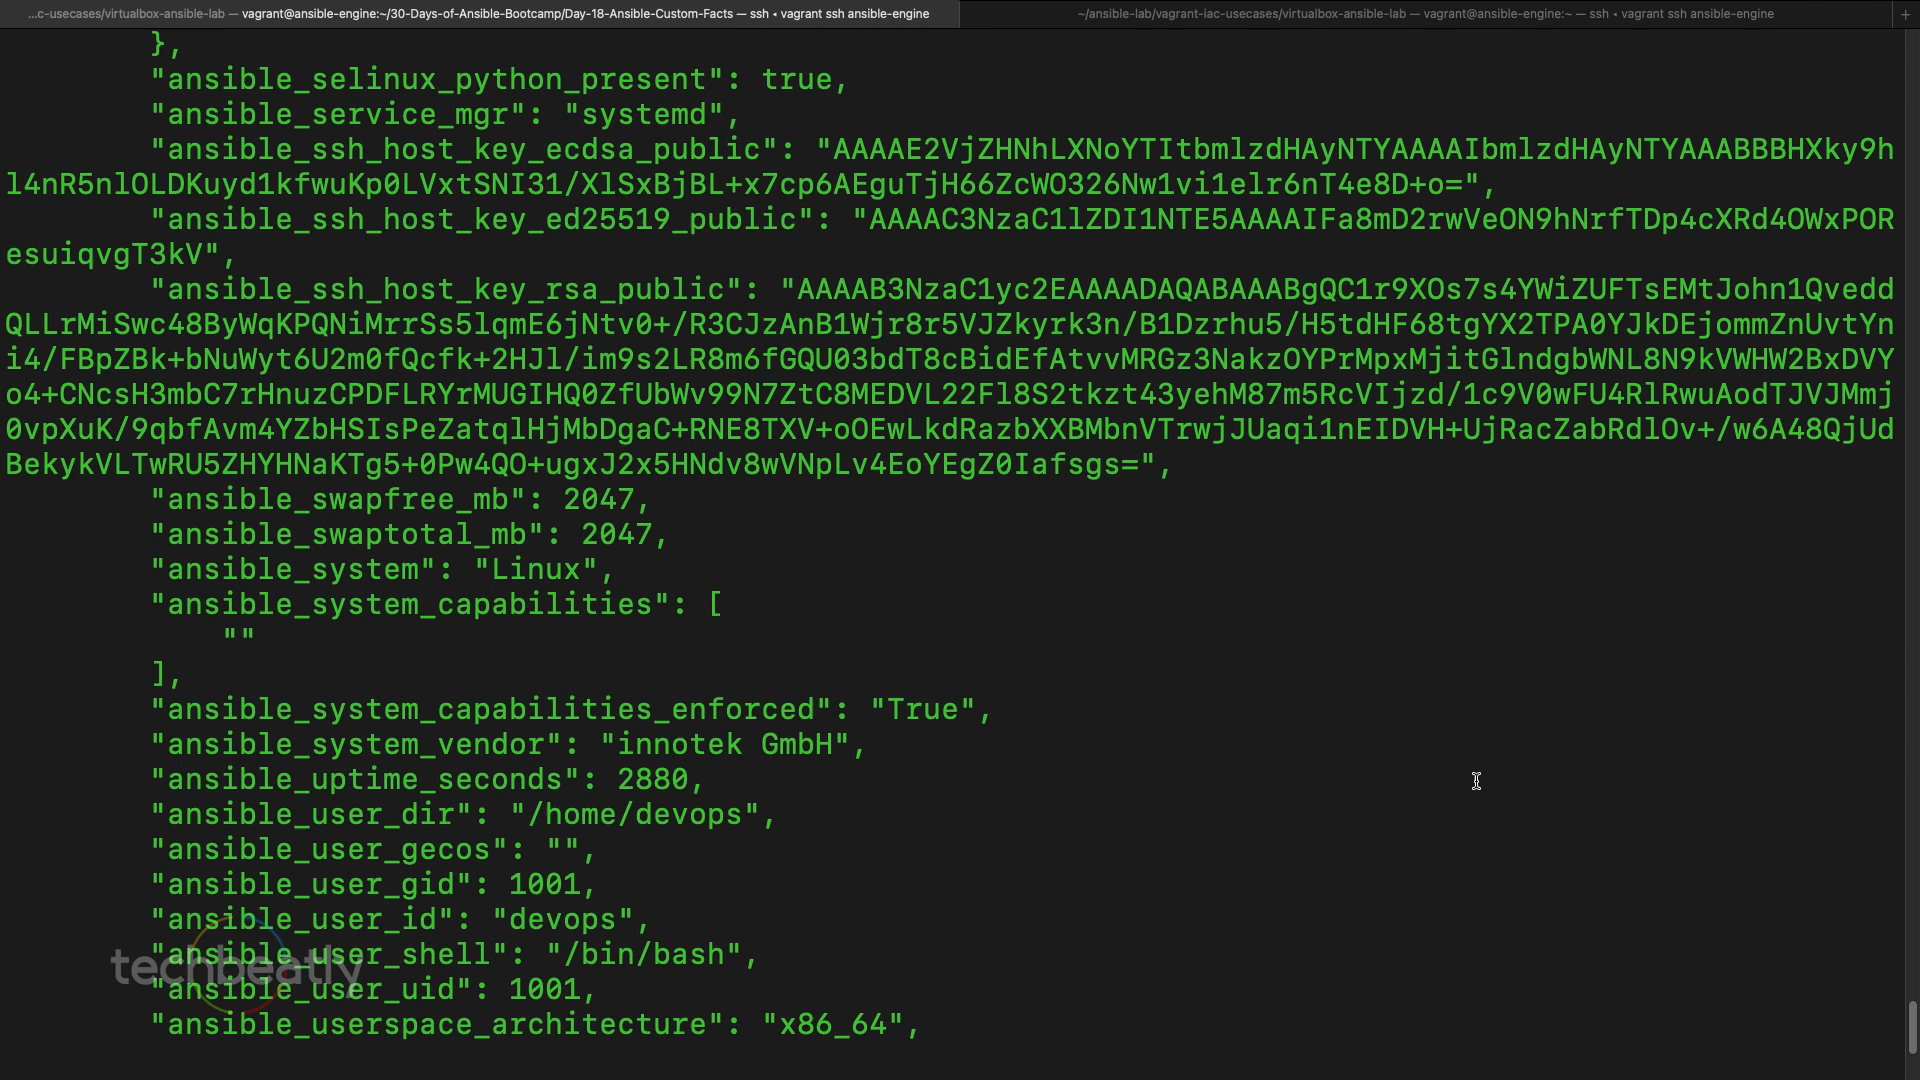 ...c-usecases/virtualbox-ansible-lab — vagrant@ansible-engine:~/30-Days-of-Ansible-Bootcamp/Day-18-Ansible-Custom-Facts — ssh ◂ vagrant ssh ansible-engine
~/ansible-lab/vagrant-iac-usecases/virtualbox-ansible-lab — vagrant@ansible-engine:~ — ssh ◂ vagrant ssh ansible-engine
+
        },
        "ansible_selinux_python_present": true,
        "ansible_service_mgr": "systemd",
        "ansible_ssh_host_key_ecdsa_public": "AAAAE2VjZHNhLXNoYTItbmlzdHAyNTYAAAAIbmlzdHAyNTYAAABBBHXky9h
l4nR5nlOLDKuyd1kfwuKp0LVxtSNI31/XlSxBjBL+x7cp6AEguTjH66ZcWO326Nw1vi1elr6nT4e8D+o=",
        "ansible_ssh_host_key_ed25519_public": "AAAAC3NzaC1lZDI1NTE5AAAAIFa8mD2rwVeON9hNrfTDp4cXRd4OWxPOR
esuiqvgT3kV",
        "ansible_ssh_host_key_rsa_public": "AAAAB3NzaC1yc2EAAAADAQABAAABgQC1r9XOs7s4YWiZUFTsEMtJohn1Qvedd
QLLrMiSwc48ByWqKPQNiMrrSs5lqmE6jNtv0+/R3CJzAnB1Wjr8r5VJZkyrk3n/B1Dzrhu5/H5tdHF68tgYX2TPA0YJkDEjommZnUvtYn
i4/FBpZBk+bNuWyt6U2m0fQcfk+2HJl/im9s2LR8m6fGQU03bdT8cBidEfAtvvMRGz3NakzOYPrMpxMjitGlndgbWNL8N9kVWHW2BxDVY
o4+CNcsH3mbC7rHnuzCPDFLRYrMUGIHQ0ZfUbWv99N7ZtC8MEDVL22Fl8S2tkzt43yehM87m5RcVIjzd/1c9V0wFU4RlRwuAodTJVJMmj
0vpXuK/9qbfAvm4YZbHSIsPeZatqlHjMbDgaC+RNE8TXV+oOEwLkdRazbXXBMbnVTrwjJUaqi1nEIDVH+UjRacZabRdlOv+/w6A48QjUd
BekykVLTwRU5ZHYHNaKTg5+0Pw4QO+ugxJ2x5HNdv8wVNpLv4EoYEgZ0Iafsgs=",
        "ansible_swapfree_mb": 2047,
        "ansible_swaptotal_mb": 2047,
        "ansible_system": "Linux",
        "ansible_system_capabilities": [
            ""
        ],
        "ansible_system_capabilities_enforced": "True",
        "ansible_system_vendor": "innotek GmbH",
        "ansible_uptime_seconds": 2880,
        "ansible_user_dir": "/home/devops",
        "ansible_user_gecos": "",
        "ansible_user_gid": 1001,
        "ansible_user_id": "devops",
        "ansible_user_shell": "/bin/bash",
techbeatly
        "ansible_user_uid": 1001,
        "ansible_userspace_architecture": "x86_64",